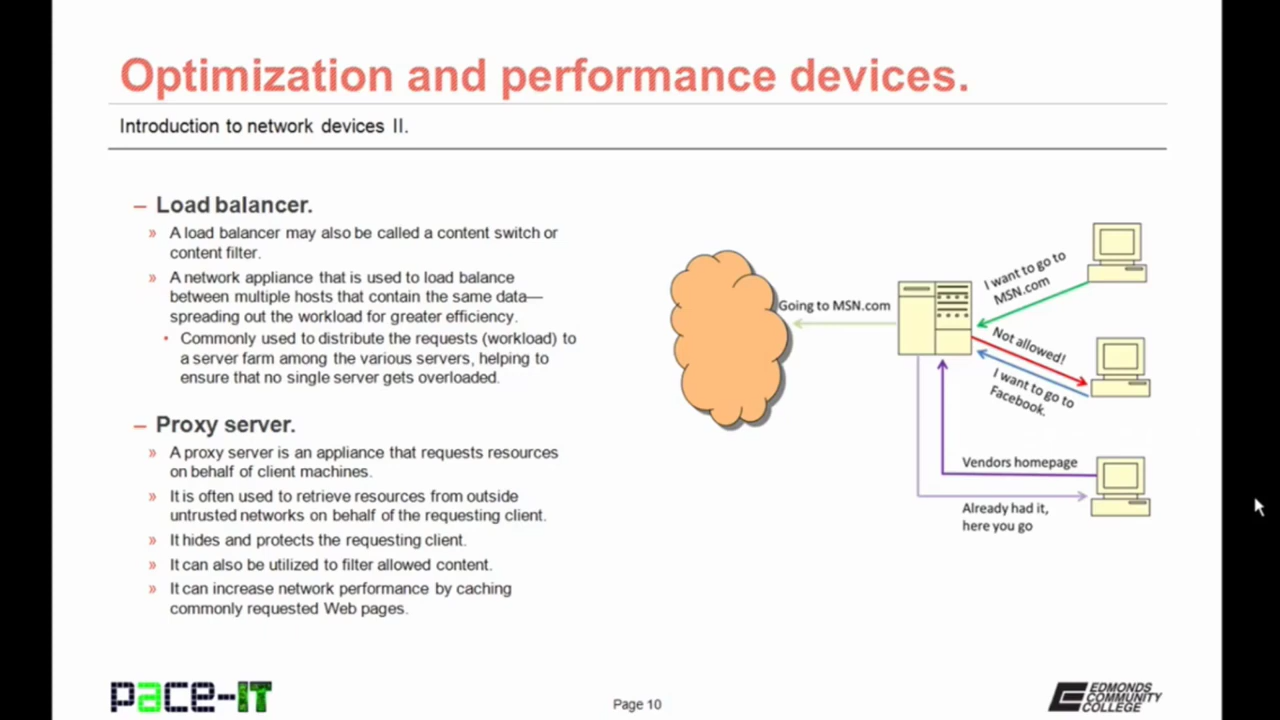 Optimization and performance devices.
Introduction to network devices II.
– Load balancer.
» A load balancer may also be called a content switch or
content filter.
» A network appliance that is used to load balance
between multiple hosts that contain the same data—
spreading out the workload for greater efficiency.
• Commonly used to distribute the requests (workload) to
a server farm among the various servers, helping to
ensure that no single server gets overloaded.
– Proxy server.
» A proxy server is an appliance that requests resources
on behalf of client machines.
» It is often used to retrieve resources from outside
untrusted networks on behalf of the requesting client.
» It hides and protects the requesting client.
» It can also be utilized to filter allowed content.
» It can increase network performance by caching
commonly requested Web pages.
Going to MSN.com
I want to go to
MSN.com
Not allowed!
I want to go to
Facebook.
Vendors homepage
Already had it,
here you go
pace-IT
Page 10
EDMONDS
COMMUNITY
COLLEGE